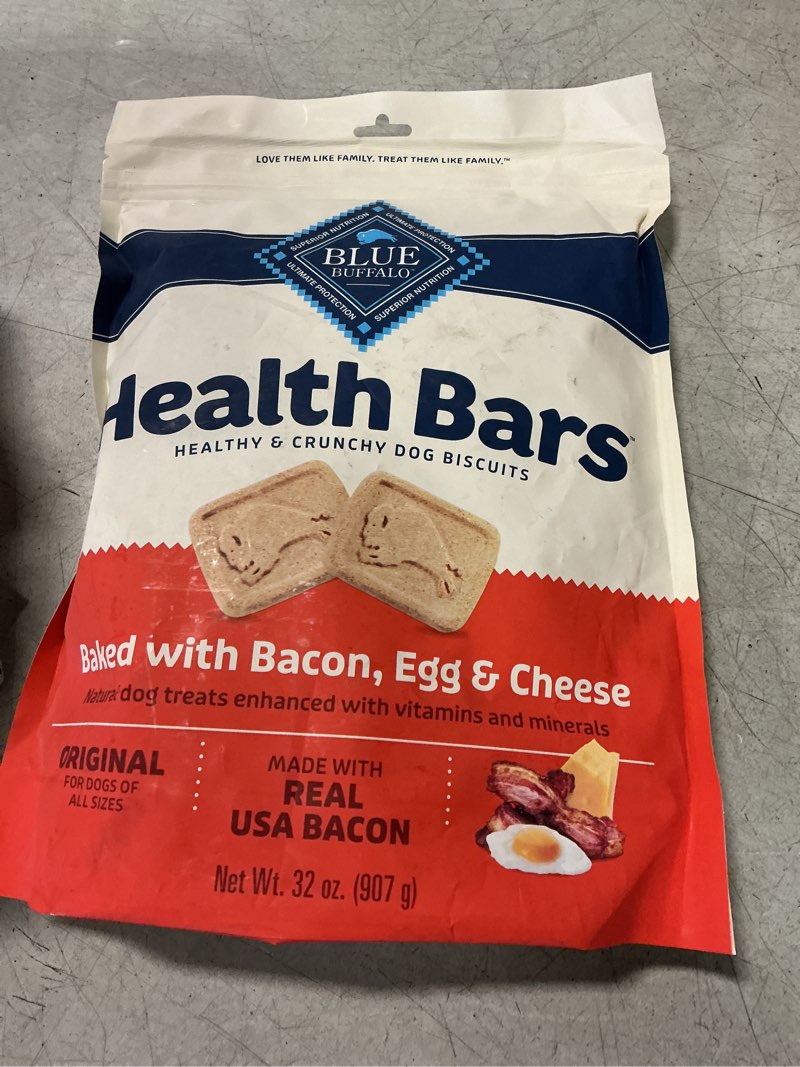 LOVE THEM LIKE FAMILY. TREAT THEM LIKE FAMILY.™
SUPERIOR NUTRITION
ULTIMATE PROTECTION
BLUE
BUFFALO™
ULTIMATE PROTECTION
SUPERIOR NUTRITION
Health Bars™
HEALTHY & CRUNCHY DOG BISCUITS
Baked with Bacon, Egg & Cheese
Natural dog treats enhanced with vitamins and minerals
ORIGINAL
FOR DOGS OF
ALL SIZES
MADE WITH
REAL
USA BACON
Net Wt. 32 oz. (907 g)